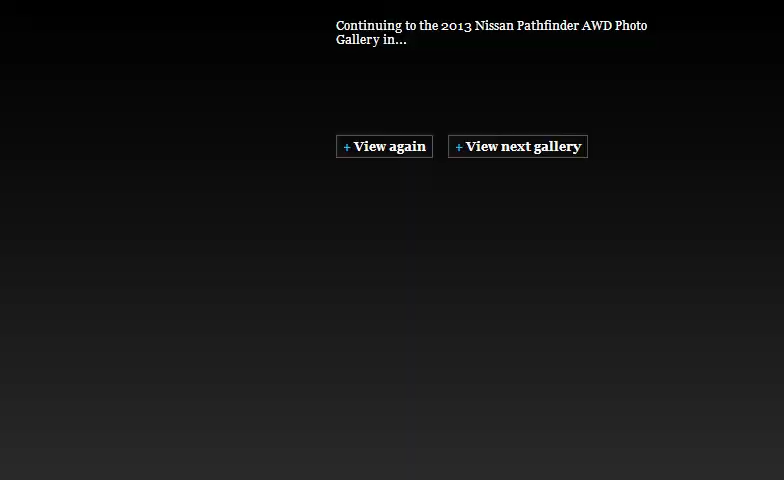 Continuing to the 2013 Nissan Pathfinder AWD Photo
Gallery in...
+ View again
+ View next gallery